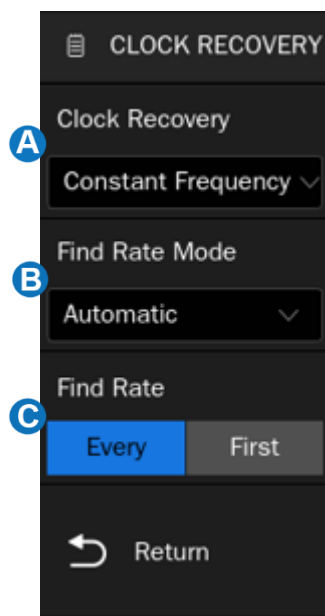 CLOCK RECOVERY
Clock Recovery
A
Constant Frequency
Find Rate Mode
B
Automatic
Find Rate
C
Every First
Return